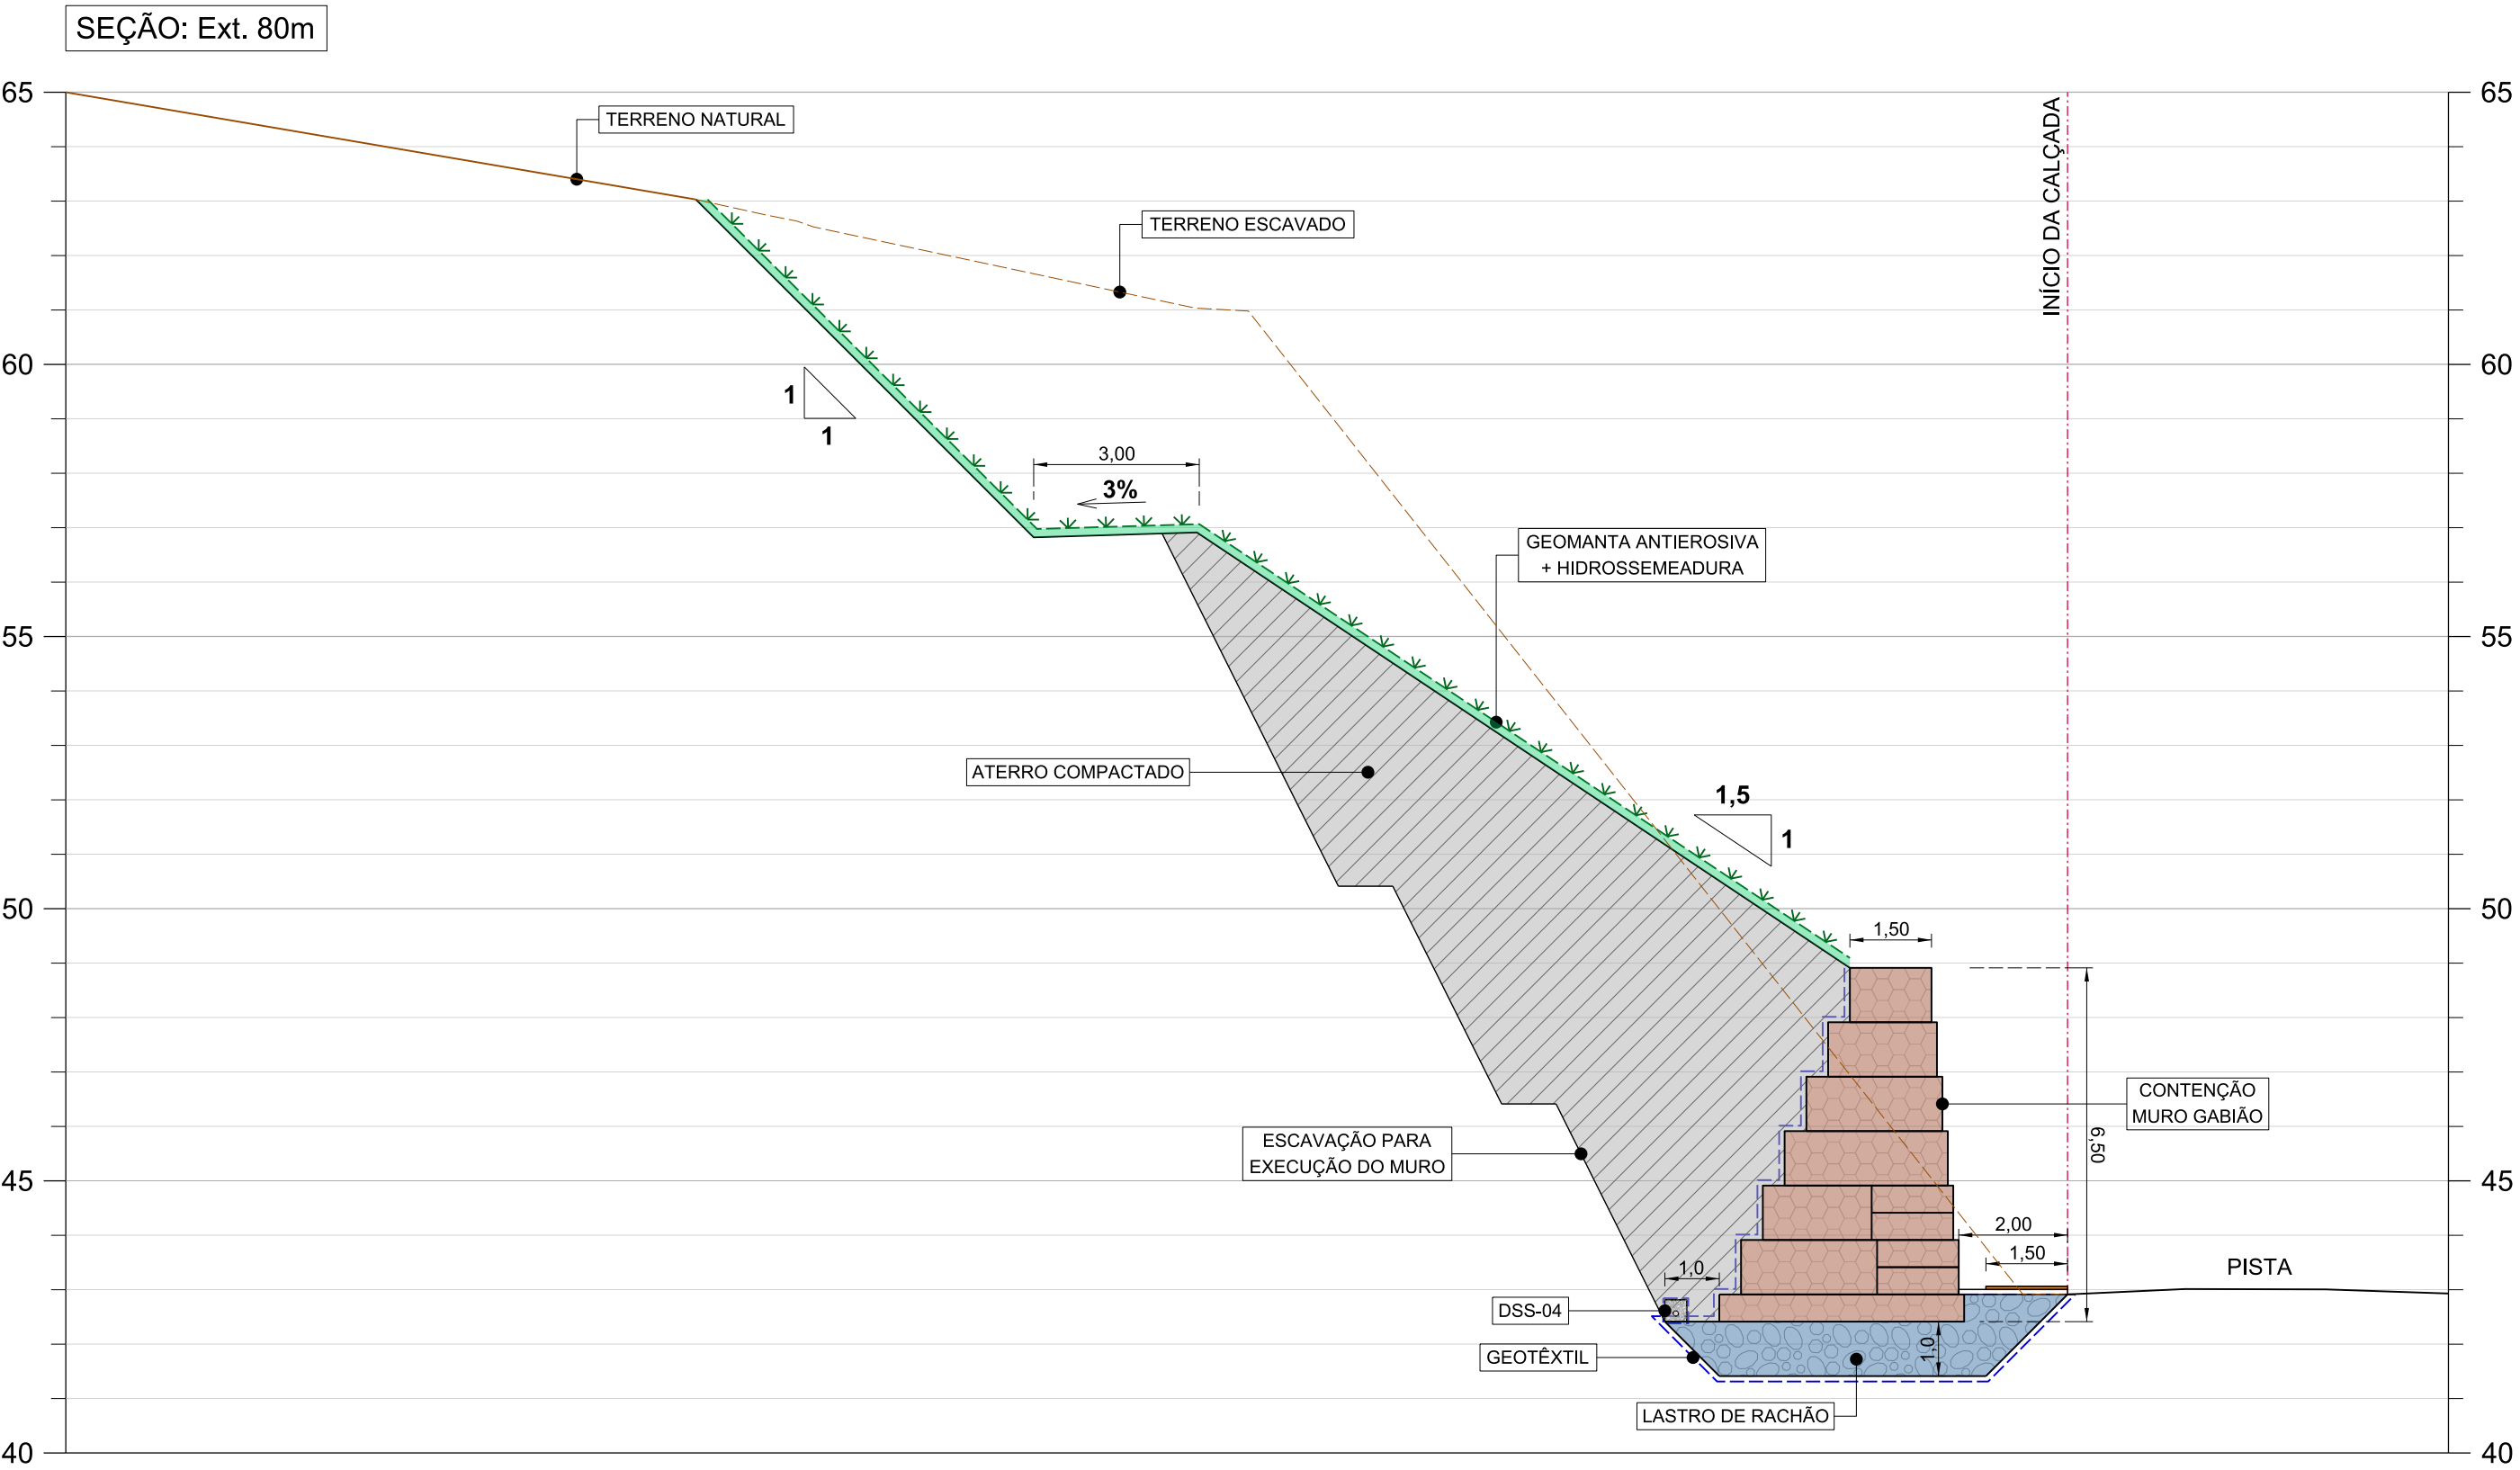 SEÇÃO: Ext. 80m
65
65
INÍCIO DA CALÇADA
TERRENO NATURAL
TERRENO ESCAVADO
60
60
1
1
3,00
3%
GEOMANTA ANTIEROSIVA
+ HIDROSSEMEADURA
55
55
ATERRO COMPACTADO
1,5
1
50
50
1,50
CONTENÇÃO
MURO GABIÃO
6,50
ESCAVAÇÃO PARA
EXECUÇÃO DO MURO
45
45
2,00
1,50
PISTA
1,0
DSS-04
GEOTÊXTIL
1,0
LASTRO DE RACHÃO
40
40